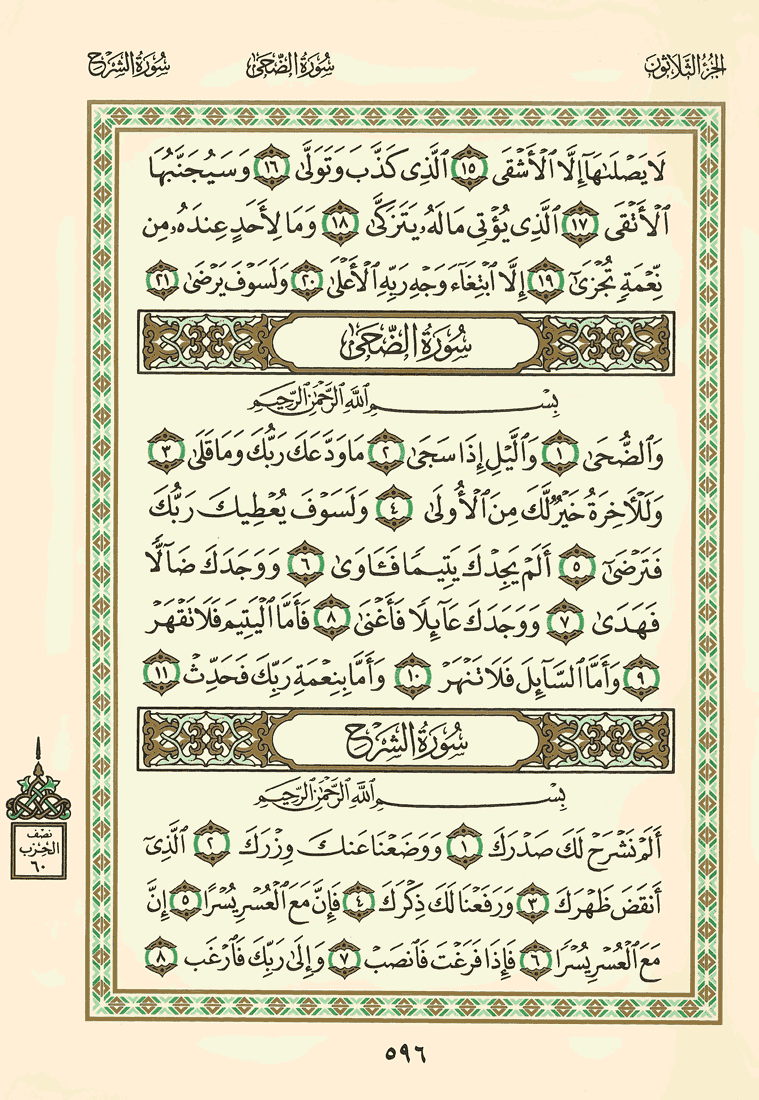 الجزء الثلاثون سورة الضحى سورة الشرح
لَا يَصْلَىٰهَآ إِلَّا ٱلْأَشْقَى ١٥ ٱلَّذِى كَذَّبَ وَتَوَلَّىٰ ١٦ وَسَيُجَنَّبُهَا
ٱلْأَتْقَى ١٧ ٱلَّذِى يُؤْتِى مَالَهُۥ يَتَزَكَّىٰ ١٨ وَمَا لِأَحَدٍ عِندَهُۥ مِن
نِّعْمَةٍ تُجْزَىٰٓ ١٩ إِلَّا ٱبْتِغَآءَ وَجْهِ رَبِّهِ ٱلْأَعْلَىٰ ٢٠ وَلَسَوْفَ يَرْضَىٰ ٢١
سُورَةُ الضُّحَىٰ
بِسْمِ ٱللَّهِ ٱلرَّحْمَٰنِ ٱلرَّحِيمِ
وَٱلضُّحَىٰ ١ وَٱلَّيْلِ إِذَا سَجَىٰ ٢ مَا وَدَّعَكَ رَبُّكَ وَمَا قَلَىٰ ٣
وَلَلْأَخِرَةُ خَيْرٌ لَّكَ مِنَ ٱلْأُولَىٰ ٤ وَلَسَوْفَ يُعْطِيكَ رَبُّكَ
فَتَرْضَىٰٓ ٥ أَلَمْ يَجِدْكَ يَتِيمًا فَـَٔاوَىٰ ٦ وَوَجَدَكَ ضَآلًّا
فَهَدَىٰ ٧ وَوَجَدَكَ عَآئِلًا فَأَغْنَىٰ ٨ فَأَمَّا ٱلْيَتِيمَ فَلَا تَقْهَرْ
٩ وَأَمَّا ٱلسَّآئِلَ فَلَا تَنْهَرْ ١٠ وَأَمَّا بِنِعْمَةِ رَبِّكَ فَحَدِّثْ ١١
سُورَةُ الشَّرْحِ
بِسْمِ ٱللَّهِ ٱلرَّحْمَٰنِ ٱلرَّحِيمِ
أَلَمْ نَشْرَحْ لَكَ صَدْرَكَ ١ وَوَضَعْنَا عَنكَ وِزْرَكَ ٢ ٱلَّذِىٓ
أَنقَضَ ظَهْرَكَ ٣ وَرَفَعْنَا لَكَ ذِكْرَكَ ٤ فَإِنَّ مَعَ ٱلْعُسْرِ يُسْرًا ٥ إِنَّ
مَعَ ٱلْعُسْرِ يُسْرًا ٦ فَإِذَا فَرَغْتَ فَٱنصَبْ ٧ وَإِلَىٰ رَبِّكَ فَٱرْغَب ٨
نصف
الحزب
٦٠
٥٩٦